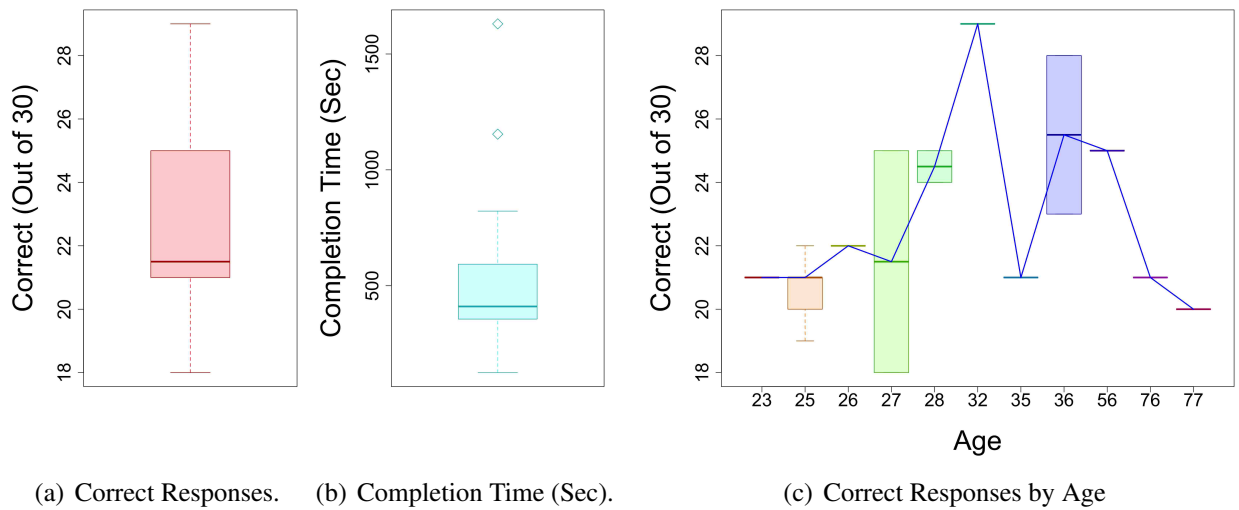 Correct (Out of 30)
28
26
24
22
20
18
Completion Time (Sec)
1500
1000
500
Correct (Out of 30)
28
26
24
22
20
18
23 25 26 27 28 32 35 36 56 76 77
Age
(a) Correct Responses.
(b) Completion Time (Sec).
(c) Correct Responses by Age